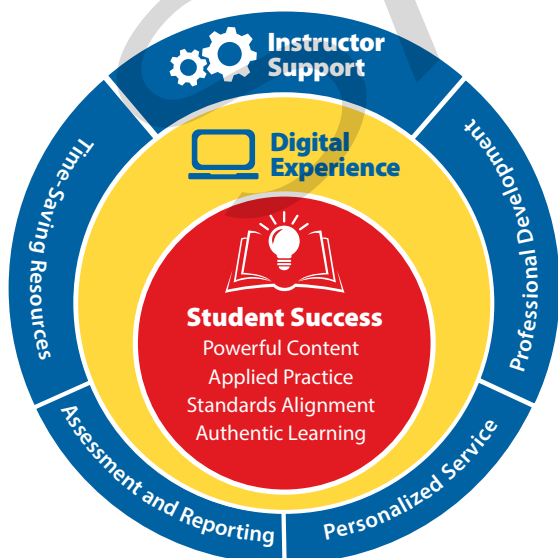 Instructor
Support
Time-Saving Resources
Professional Development
Digital
Experience
Student Success
Powerful Content
Applied Practice
Standards Alignment
Authentic Learning
Assessment and Reporting
Personalized Service